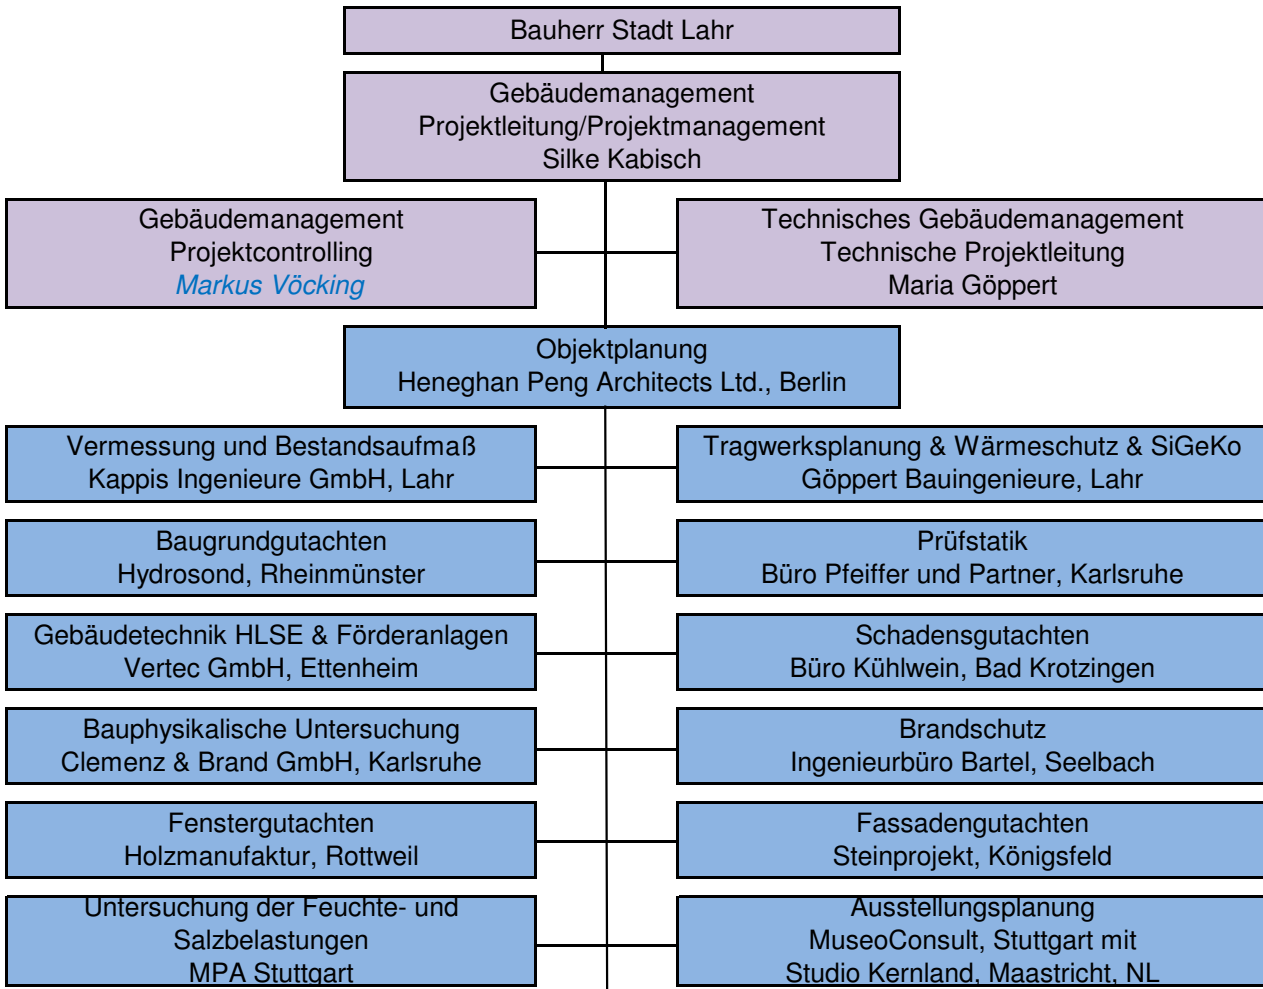 Bauherr Stadt Lahr
Gebäudemanagement
Projektleitung/Projektmanagement
Silke Kabisch
Gebäudemanagement
Projektcontrolling
Markus Vöcking
Technisches Gebäudemanagement
Technische Projektleitung
Maria Göppert
Objektplanung
Heneghan Peng Architects Ltd., Berlin
Vermessung und Bestandsaufmaß
Kappis Ingenieure GmbH, Lahr
Tragwerksplanung & Wärmeschutz & SiGeKo
Göppert Bauingenieure, Lahr
Baugrundgutachten
Hydrosond, Rheinmünster
Prüfstatik
Büro Pfeiffer und Partner, Karlsruhe
Gebäudetechnik HLSE & Förderanlagen
Vertec GmbH, Ettenheim
Schadensgutachten
Büro Kühlwein, Bad Krotzingen
Bauphysikalische Untersuchung
Clemenz & Brand GmbH, Karlsruhe
Brandschutz
Ingenieurbüro Bartel, Seelbach
Fenstergutachten
Holzmanufaktur, Rottweil
Fassadengutachten
Steinprojekt, Königsfeld
Untersuchung der Feuchte- und
Salzbelastungen
MPA Stuttgart
Ausstellungsplanung
MuseoConsult, Stuttgart mit
Studio Kernland, Maastricht, NL